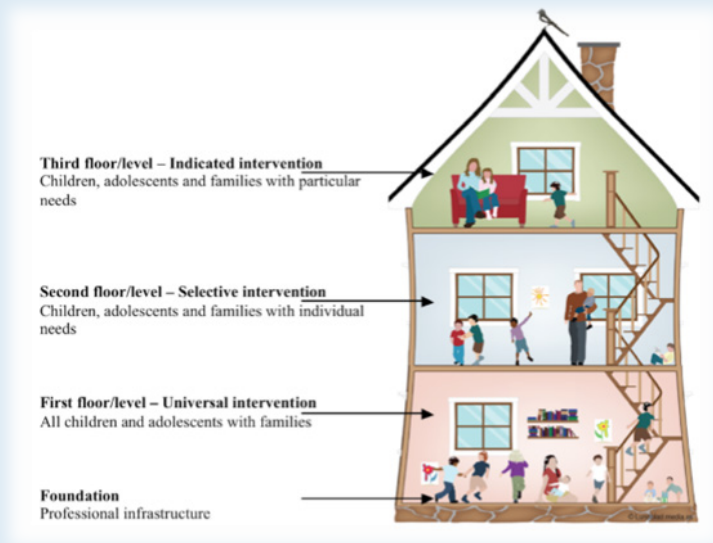 Third floor/level – Indicated intervention
Children, adolescents and families with particular
needs
Second floor/level – Selective intervention
Children, adolescents and families with individual
needs
First floor/level – Universal intervention
All children and adolescents with families
Foundation
Professional infrastructure